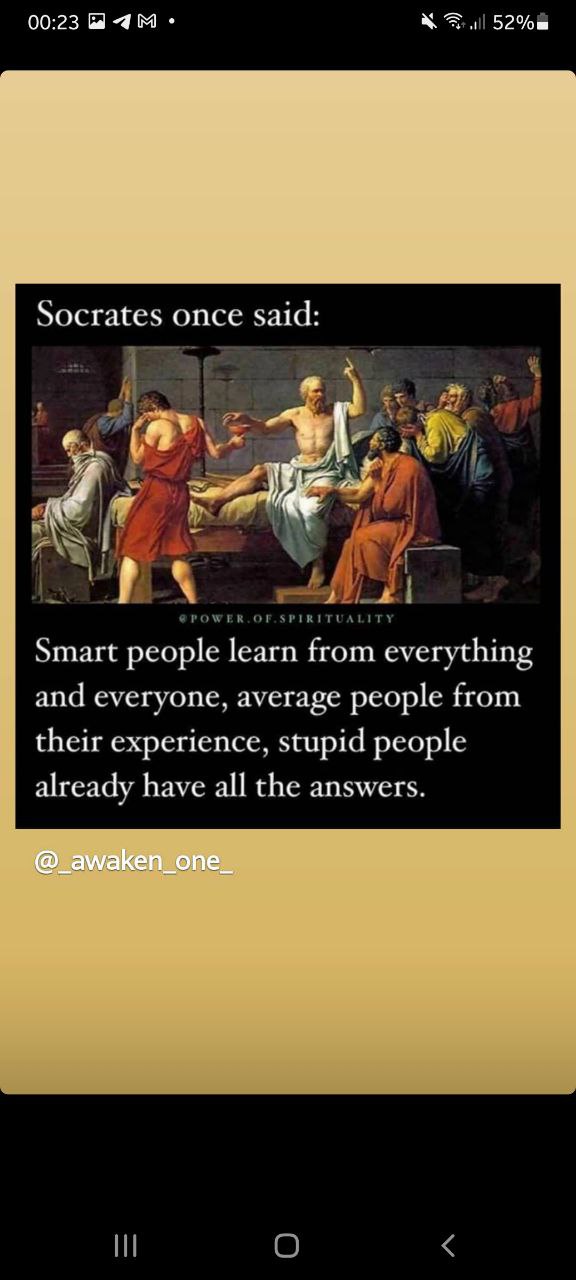 00:23
52%
Socrates once said:
@POWER.OF.SPIRITUALITY
Smart people learn from everything
and everyone, average people from
their experience, stupid people
already have all the answers.
@_awaken_one_